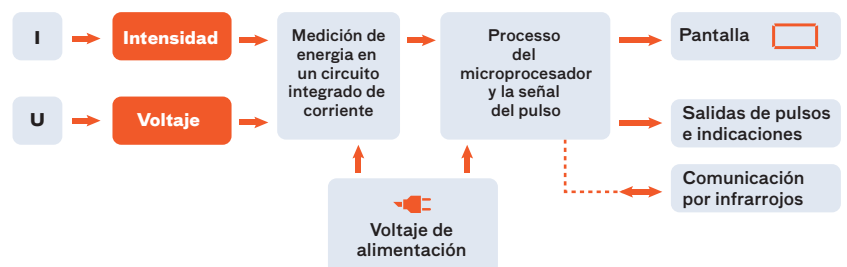 I
Intensidad
U
Voltaje
Medición de
energia en
un circuito
integrado de
corriente
Processo
del
microprocesador
y la señal
del pulso
Voltaje de
alimentación
Pantalla
Salidas de pulsos
e indicaciones
Comunicación
por infrarrojos